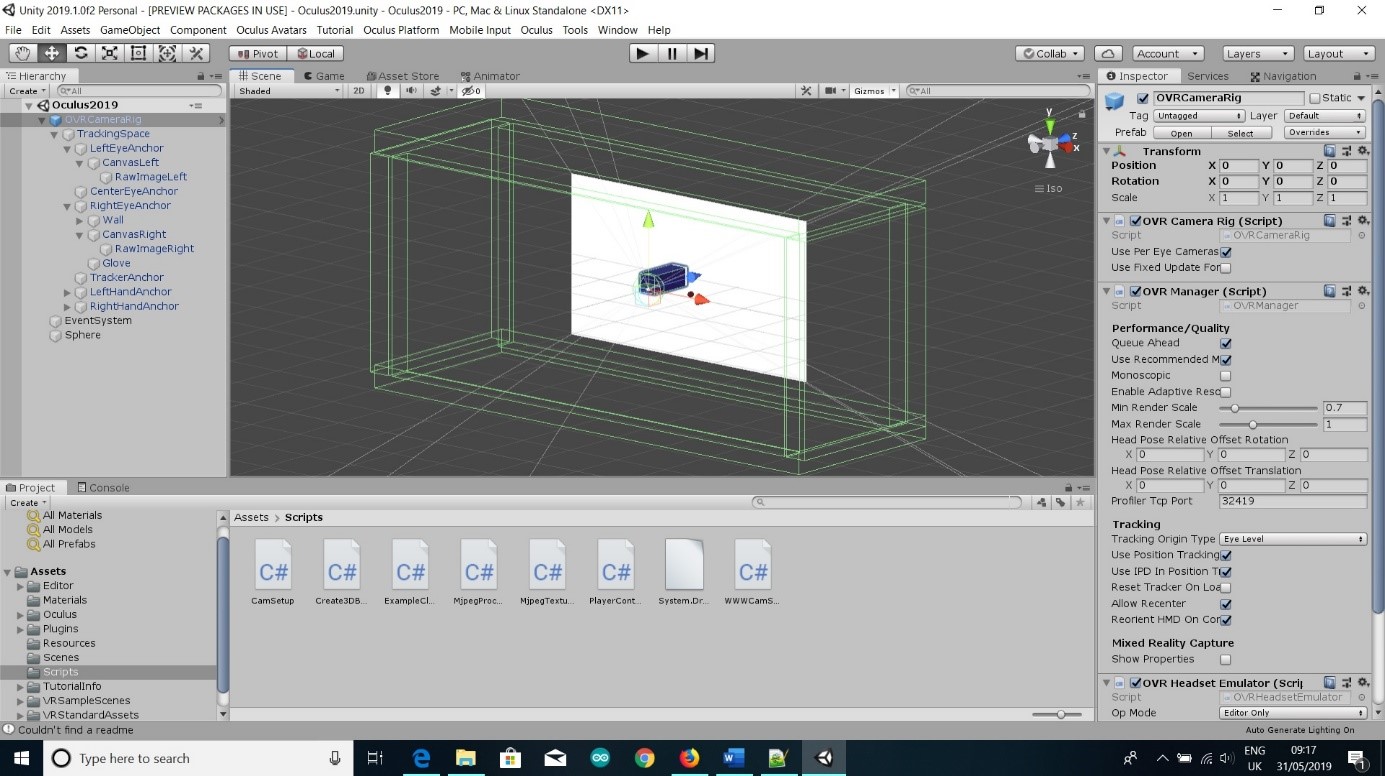 Unity 2019.1.0f2 Personal - [PREVIEW PACKAGES IN USE] - Oculus2019.unity - Oculus2019 - PC, Mac & Linux Standalone <DX11>
File Edit Assets GameObject Component Oculus Avatars Tutorial Oculus Platform Mobile Input Oculus Tools Window Help
Pivot Local Collab Account Layers Layout
Hierarchy
Create All
Oculus2019
OVRCameraRig
TrackingSpace
LeftEyeAnchor
CanvasLeft
RawImageLeft
CenterEyeAnchor
RightEyeAnchor
Wall
CanvasRight
RawImageRight
Glove
TrackerAnchor
LeftHandAnchor
RightHandAnchor
EventSystem
Sphere
Scene Game Asset Store Animator
Shaded 2D 0 Gizmos All
y
z
x
Iso
Inspector Services Navigation
OVRCameraRig Static
Tag Untagged Layer Default
Prefab Open Select Overrides
Transform
Position X 0 Y 0 Z 0
Rotation X 0 Y 0 Z 0
Scale X 1 Y 1 Z 1
OVR Camera Rig (Script)
Script OVRCameraRig
Use Per Eye Cameras
Use Fixed Update For
OVR Manager (Script)
Script OVRManager
Performance/Quality
Queue Ahead
Use Recommended M
Monoscopic
Enable Adaptive Reso
Min Render Scale 0.7
Max Render Scale 1
Head Pose Relative Offset Rotation
X 0 Y 0 Z 0
Head Pose Relative Offset Translation
X 0 Y 0 Z 0
Profiler Tcp Port 32419
Tracking
Tracking Origin Type Eye Level
Use Position Tracking
Use IPD In Position T
Reset Tracker On Loa
Allow Recenter
Reorient HMD On Con
Mixed Reality Capture
Show Properties
OVR Headset Emulator (Scrip
Script OVRHeadsetEmulator
Op Mode Editor Only
Auto Generate Lighting On
Project Console
Create
All Materials
All Models
All Prefabs
Assets
Editor
Materials
Oculus
Plugins
Resources
Scenes
Scripts
TutorialInfo
VRSampleScenes
VRStandardAssets
Assets > Scripts
C# C# C# C# C# C# C#
CamSetup Create3DB... ExampleCl... MjpegProc... MjpegTextu... PlayerCont... System.Dr... WWWCamS...
Couldn't find a readme
Type here to search
ENG
UK
09:17
31/05/2019
1